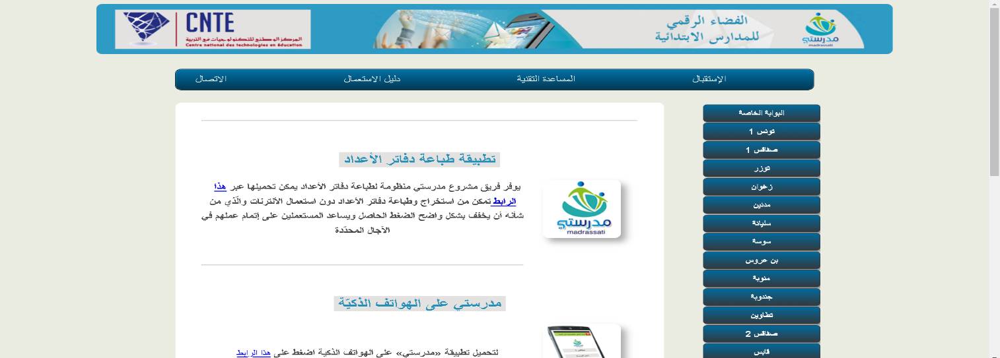 CNTE
المركز الوطني للتكنولوجيات في التربية
Centre national des technologies en éducation
الفضاء الرقمي
للمدارس الابتدائية
مدرستي
madrassati
الإستقبال
المساعدة التقنية
دليل الاستعمال
الاتصال
البوابة الخاصة
تونس 1
صفاقس 1
توزر
زغوان
مدنين
سليانة
سوسة
بن عروس
منوبة
جندوبة
تطاوين
صفاقس 2
قابس
تطبيقة طباعة دفاتر الأعداد
يوفر فريق مشروع مدرستي منظومة لطباعة دفاتر الأعداد يمكن تحميلها عبر هذا
الرابط تمكن من استخراج وطباعة دفاتر الأعداد دون استعمال الأنترنات والّذي من
شأنه أن يخفف بشكل واضح الضغط الحاصل ويساعد المستعملين على إتمام عملهم في
الآجال المحدّدة
مدرستي
madrassati
مدرستي على الهواتف الذكيّة
لتحميل تطبيقة «مدرستي» على الهواتف الذكية اضغط على هذا الرابط